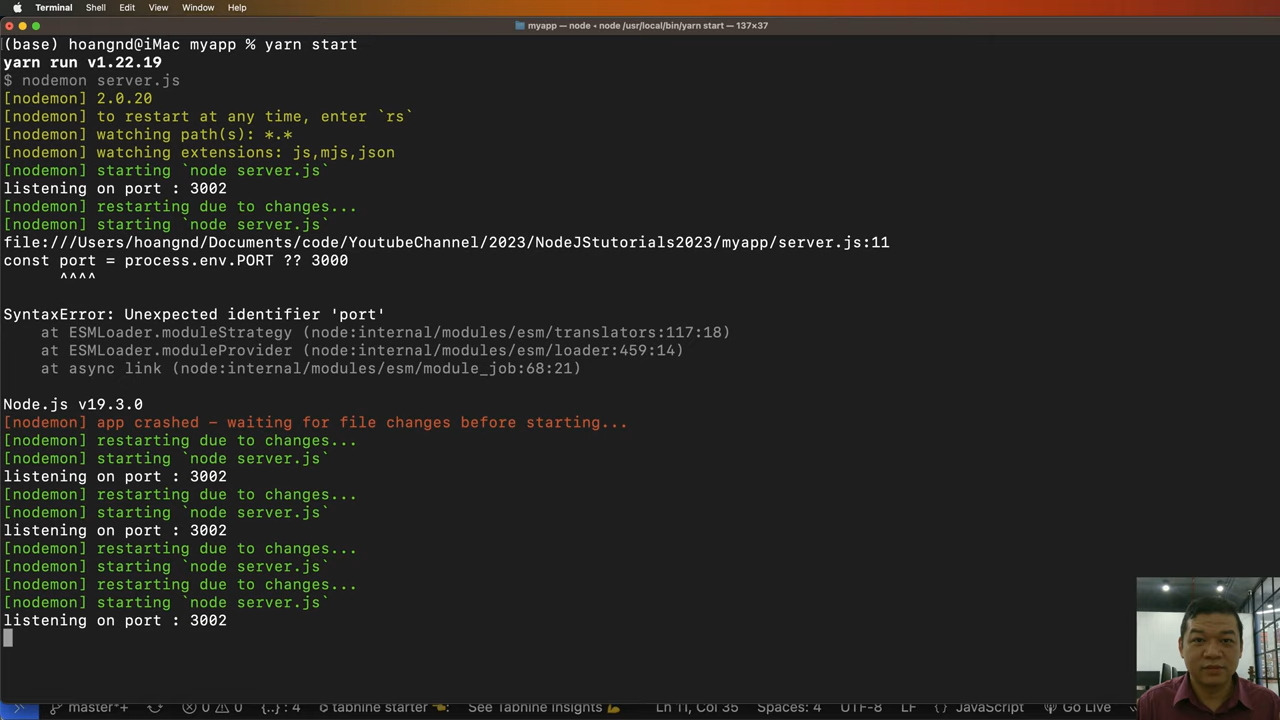 Terminal Shell Edit View Window Help
myapp — node • node /usr/local/bin/yarn start — 137×37
(base) hoangnd@iMac myapp % yarn start
yarn run v1.22.19
$ nodemon server.js
[nodemon] 2.0.20
[nodemon] to restart at any time, enter `rs`
[nodemon] watching path(s): *.*
[nodemon] watching extensions: js,mjs,json
[nodemon] starting `node server.js`
listening on port : 3002
[nodemon] restarting due to changes...
[nodemon] starting `node server.js`
file:///Users/hoangnd/Documents/code/YoutubeChannel/2023/NodeJStutorials2023/myapp/server.js:11
const port = process.env.PORT ?? 3000
      ^^^^
SyntaxError: Unexpected identifier 'port'
    at ESMLoader.moduleStrategy (node:internal/modules/esm/translators:117:18)
    at ESMLoader.moduleProvider (node:internal/modules/esm/loader:459:14)
    at async link (node:internal/modules/esm/module_job:68:21)
Node.js v19.3.0
[nodemon] app crashed - waiting for file changes before starting...
[nodemon] restarting due to changes...
[nodemon] starting `node server.js`
listening on port : 3002
[nodemon] restarting due to changes...
[nodemon] starting `node server.js`
listening on port : 3002
[nodemon] restarting due to changes...
[nodemon] starting `node server.js`
[nodemon] restarting due to changes...
[nodemon] starting `node server.js`
listening on port : 3002
master*+ 0 0 {..} : 4 tabnine starter See Tabnine Insights Ln 11, Col 35 Spaces: 4 UTF-8 LF {} JavaScript Go Live